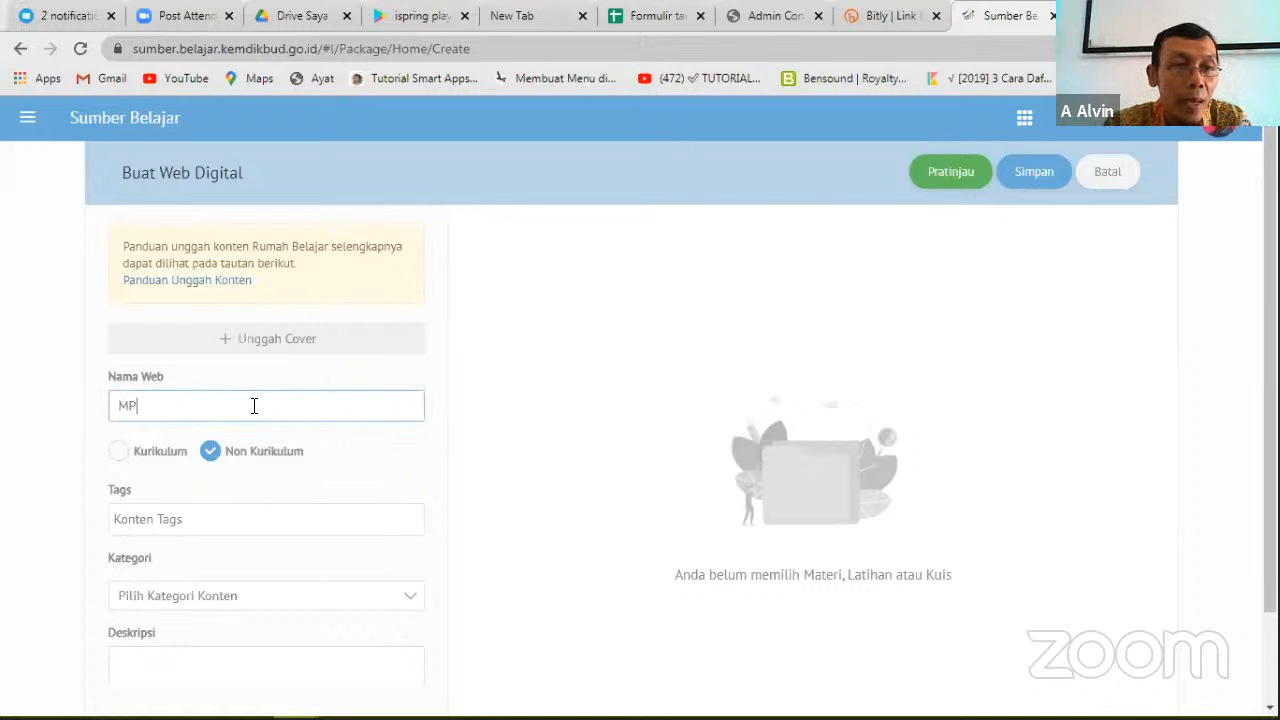 2 notificatio
Post Attend
Drive Saya
ispring play
New Tab
Formulir ta
Admin Con
Bitly | Link
Sumber Be
sumber.belajar.kemdikbud.go.id/#!/Package/Home/Create
Apps
Gmail
YouTube
Maps
Ayat
Tutorial Smart Apps...
Membuat Menu di...
(472) ✅ TUTORIAL...
Bensound | Royalty...
√ [2019] 3 Cara Daf...
A Alvin
Sumber Belajar
Buat Web Digital
Pratinjau
Simpan
Batal
Panduan unggah konten Rumah Belajar selengkapnya
dapat dilihat pada tautan berikut.
Panduan Unggah Konten
+ Unggah Cover
Nama Web
MP
Kurikulum
Non Kurikulum
Tags
Konten Tags
Kategori
Pilih Kategori Konten
Deskripsi
Anda belum memilih Materi, Latihan atau Kuis
zoom